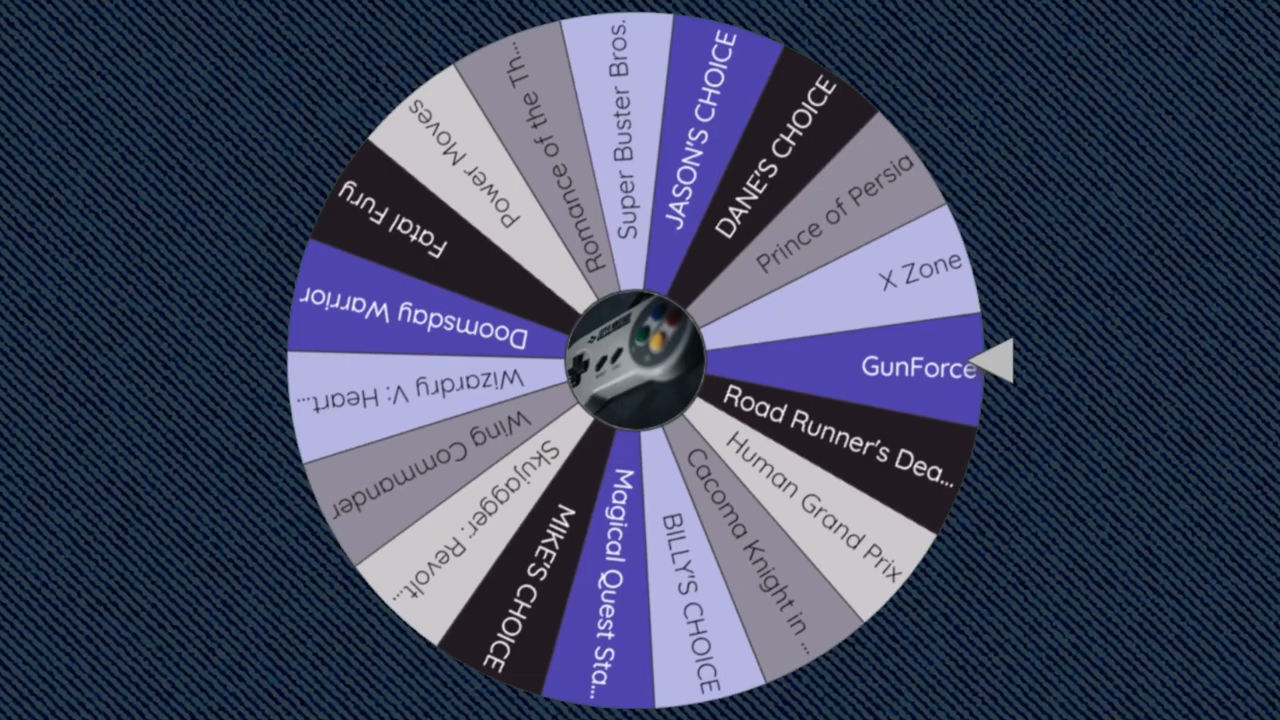 Super Buster Bros.
JASON'S CHOICE
DANE'S CHOICE
Prince of Persia
X Zone
GunForce
Road Runner's Dea...
Human Grand Prix
Cacoma Knight in ...
BILLY'S CHOICE
Magical Quest Sta...
MIKE'S CHOICE
Skyjagger: Revolt...
Wing Commander
Wizardry V: Heart...
Doomsday Warrior
Fatal Fury
Power Moves
Romance of the Th...